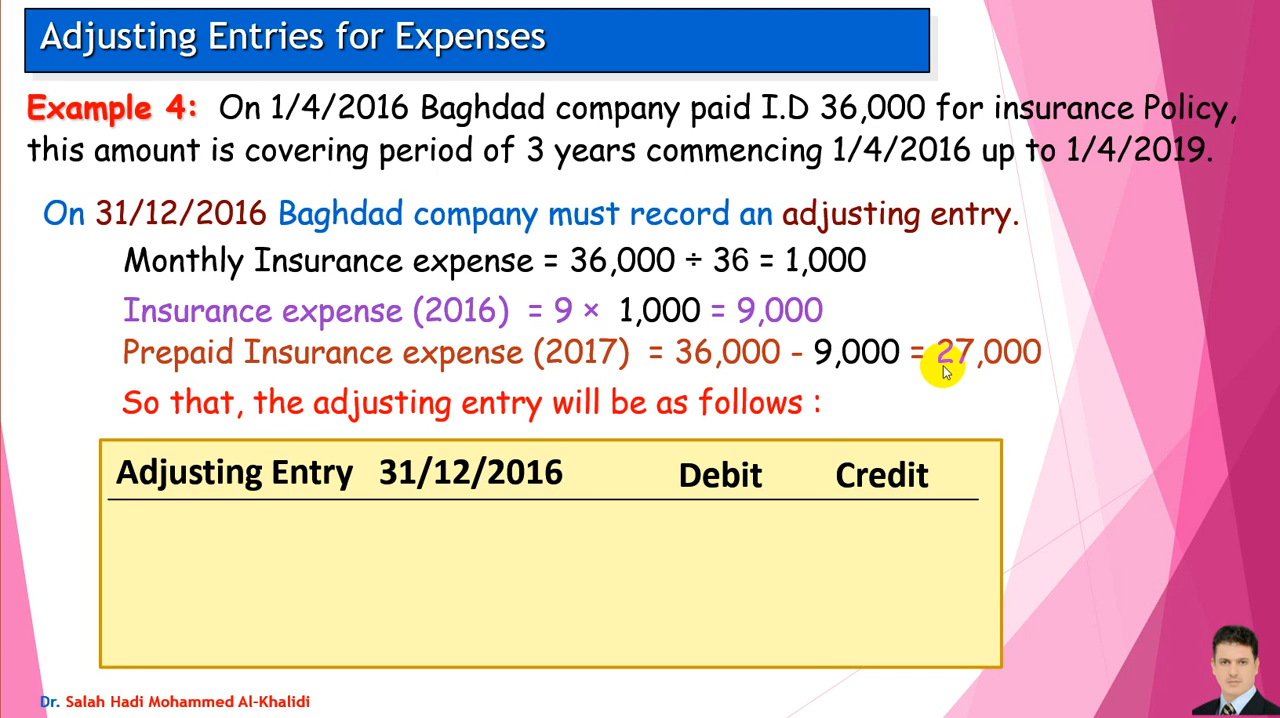 Adjusting Entries for Expenses
Example 4: On 1/4/2016 Baghdad company paid I.D 36,000 for insurance Policy,
this amount is covering period of 3 years commencing 1/4/2016 up to 1/4/2019.
On 31/12/2016 Baghdad company must record an adjusting entry.
Monthly Insurance expense = 36,000 ÷ 36 = 1,000
Insurance expense (2016) = 9 × 1,000 = 9,000
Prepaid Insurance expense (2017) = 36,000 - 9,000 = 27,000
So that, the adjusting entry will be as follows :
Adjusting Entry 31/12/2016 Debit Credit
Dr. Salah Hadi Mohammed Al-Khalidi